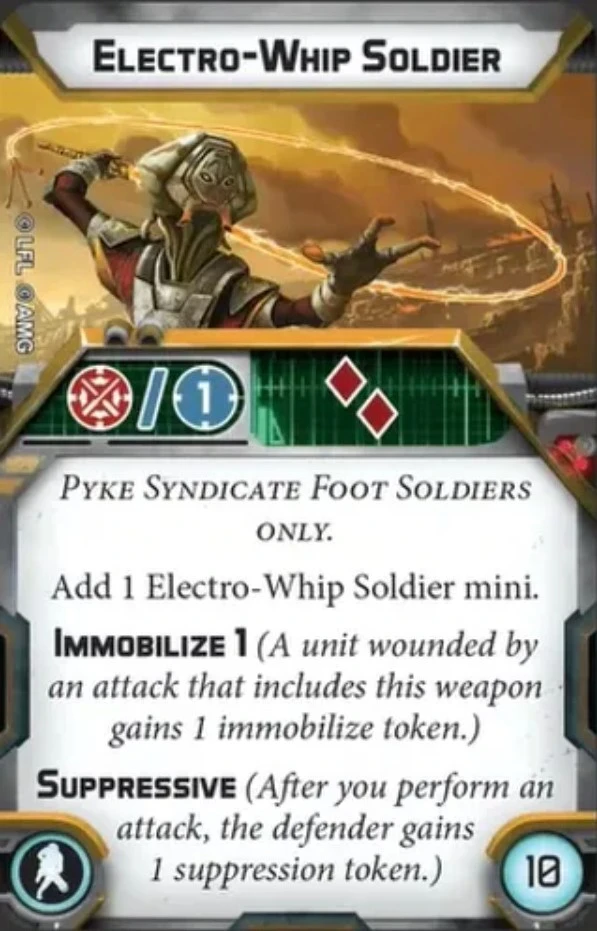 ELECTRO-WHIP SOLDIER
© LFL © AMG
/ 1
PYKE SYNDICATE FOOT SOLDIERS
ONLY.
Add 1 Electro-Whip Soldier mini.
IMMOBILIZE 1 (A unit wounded by
an attack that includes this weapon
gains 1 immobilize token.)
SUPPRESSIVE (After you perform an
attack, the defender gains
1 suppression token.)
10